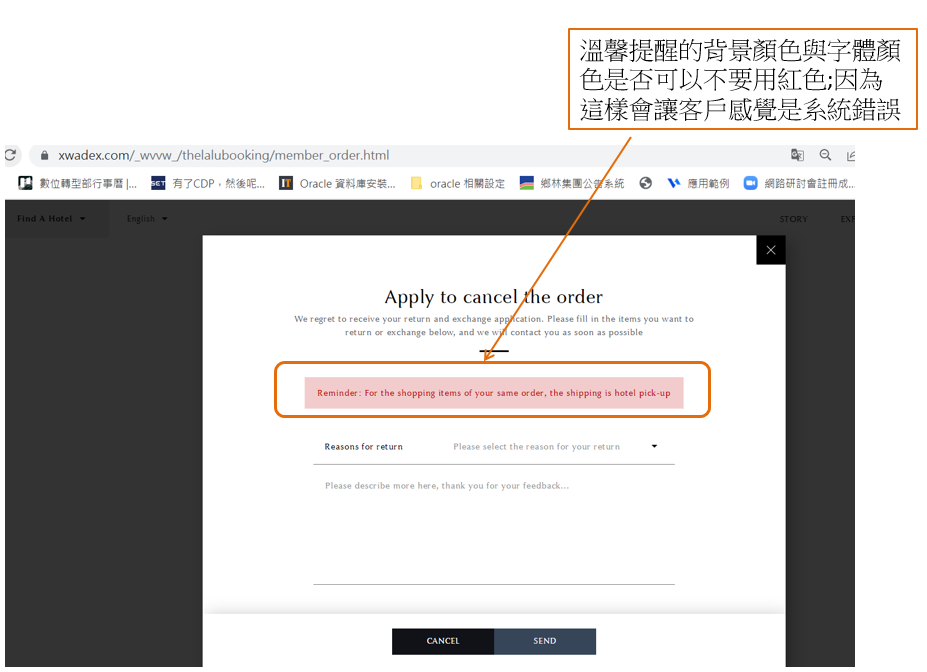 溫馨提醒的背景顏色與字體顏
色是否可以不要用紅色;因為
這樣會讓客戶感覺是系統錯誤
xwadex.com/_wvvw_/thelalubooking/member_order.html
數位轉型部行事曆 |... SET 有了CDP，然後呢... IT Oracle 資料庫安裝... oracle 相關設定 鄉林集團公告系統 應用範例 網路研討會註冊成...
Find A Hotel English STORY EXP
Apply to cancel the order
We regret to receive your return and exchange application. Please fill in the items you want to
return or exchange below, and we will contact you as soon as possible
Reminder: For the shopping items of your same order, the shipping is hotel pick-up
Reasons for return Please select the reason for your return
Please describe more here, thank you for your feedback...
CANCEL SEND